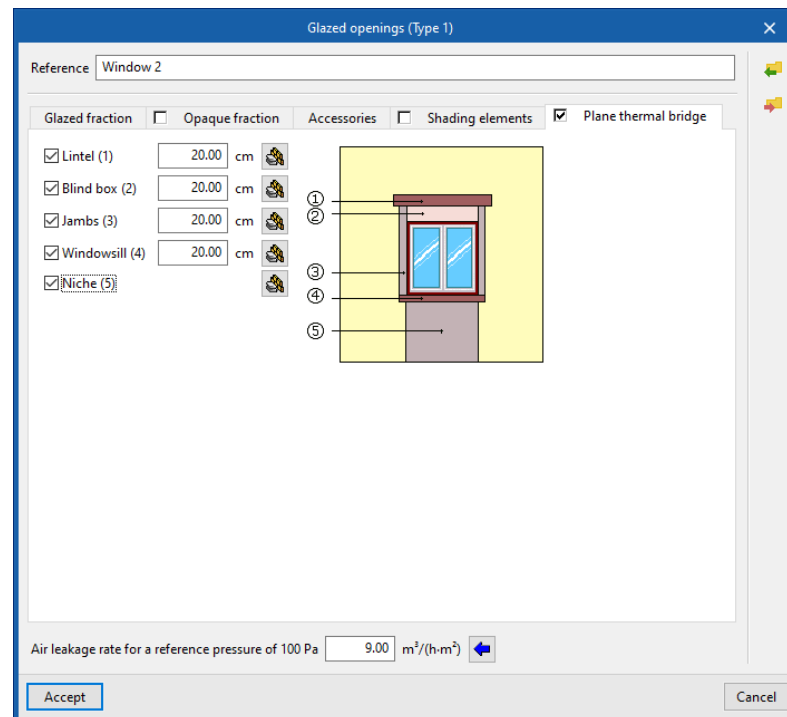 Glazed openings (Type 1)
Reference Window 2
Glazed fraction Opaque fraction Accessories Shading elements Plane thermal bridge
Lintel (1) 20.00 cm
Blind box (2) 20.00 cm
Jambs (3) 20.00 cm
Windowsill (4) 20.00 cm
Niche (5)
1
2
3
4
5
Air leakage rate for a reference pressure of 100 Pa 9.00 m³/(h·m²)
Accept Cancel